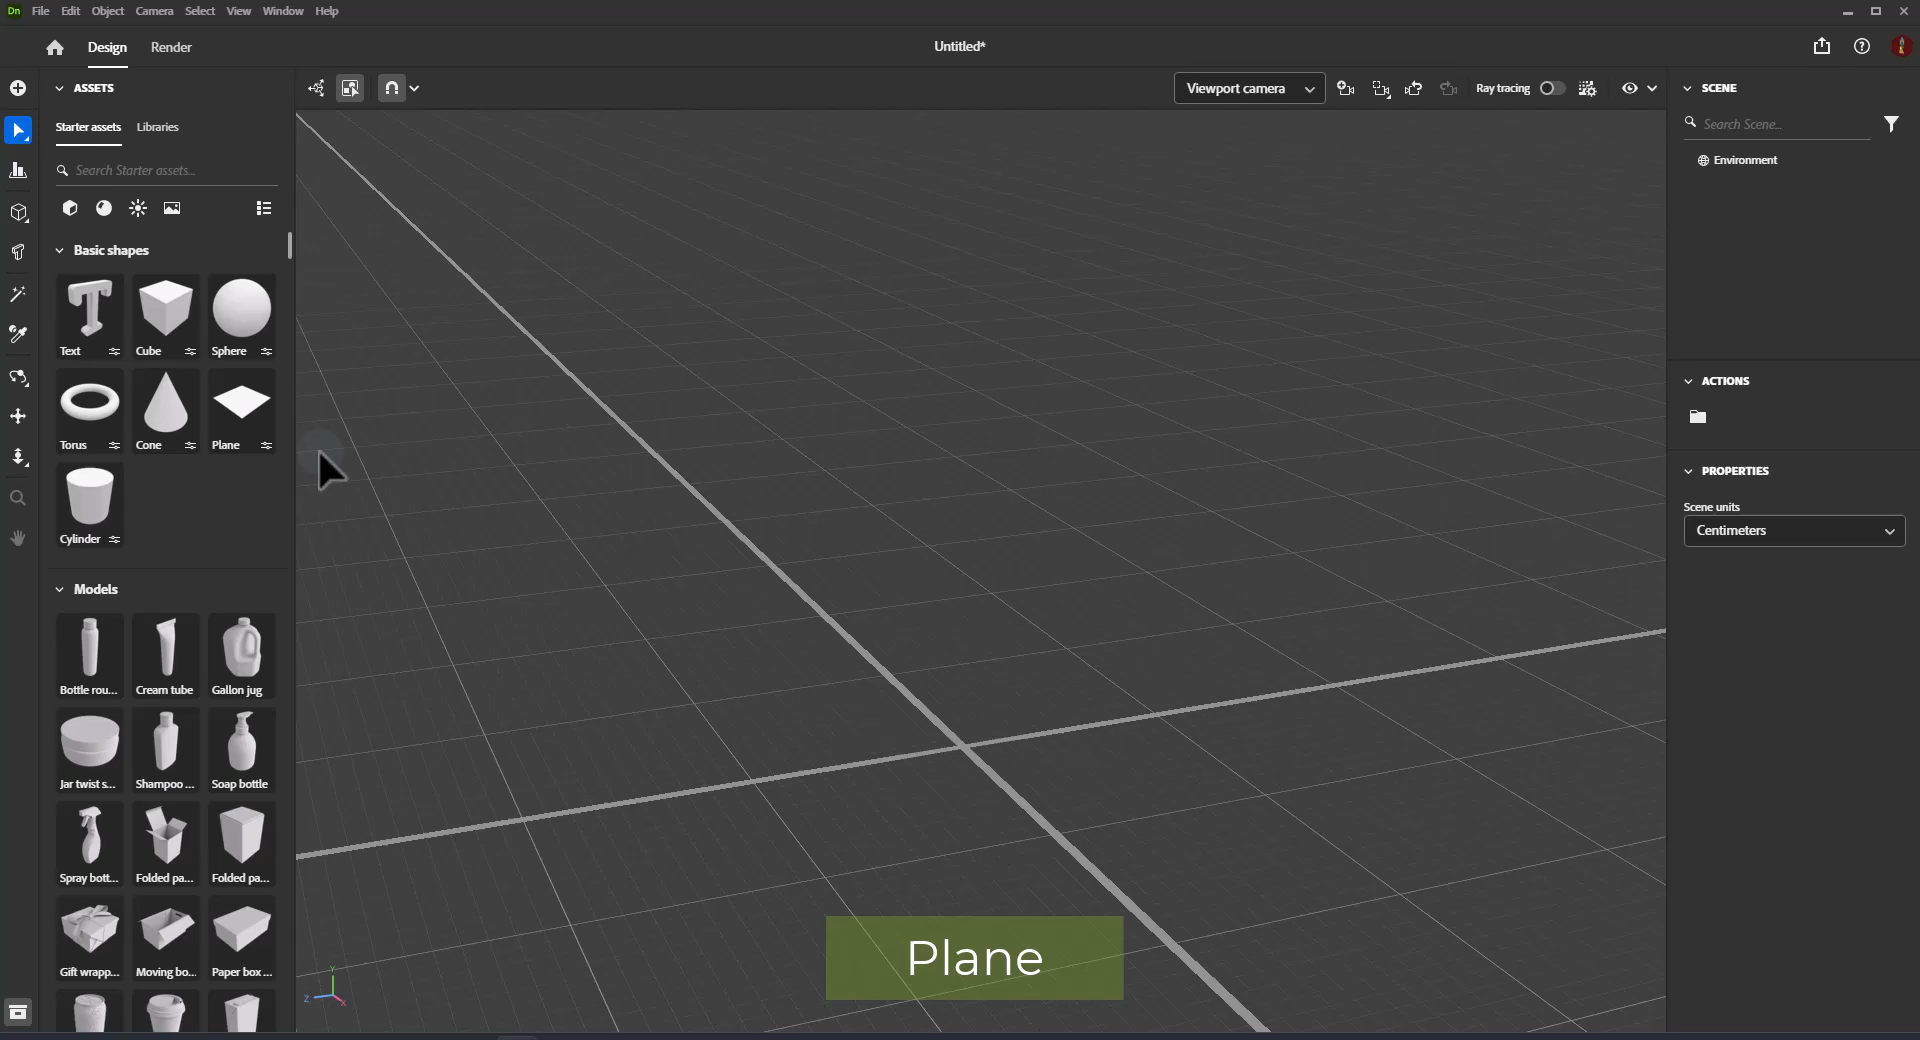 Dn File Edit Object Camera Select View Window Help
Design Render Untitled*
ASSETS
Starter assets Libraries
Search Starter assets...
Basic shapes
Text Cube Sphere
Torus Cone Plane
Cylinder
Models
Bottle rou... Cream tube Gallon jug
Jar twist s... Shampoo ... Soap bottle
Spray bott... Folded pa... Folded pa...
Gift wrapp... Moving bo... Paper box ...
Viewport camera Ray tracing
Y
Z X
Plane
SCENE
Search Scene...
Environment
ACTIONS
PROPERTIES
Scene units
Centimeters